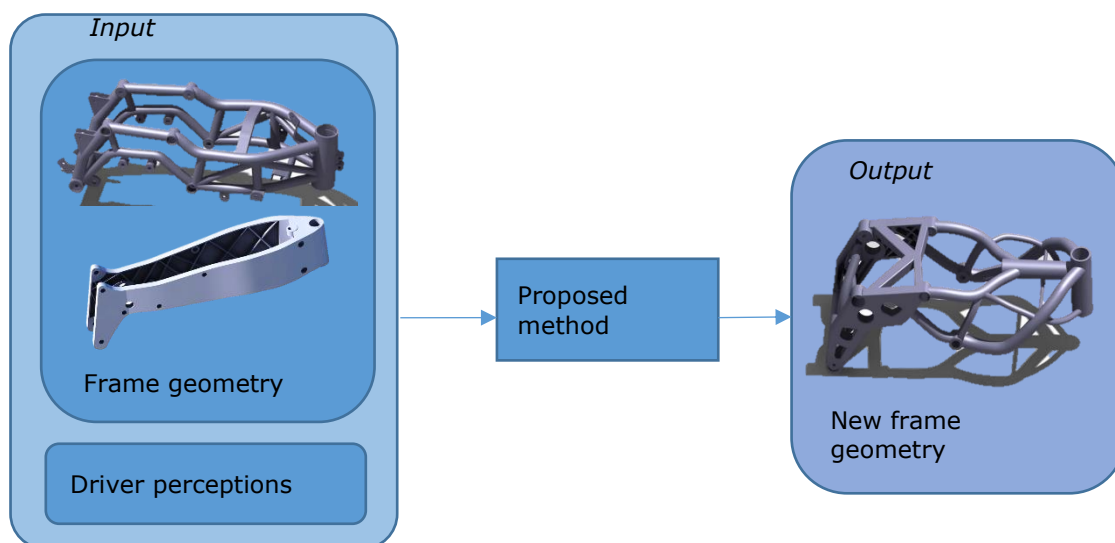 Input
Frame geometry
Driver perceptions
Proposed
method
Output
New frame
geometry